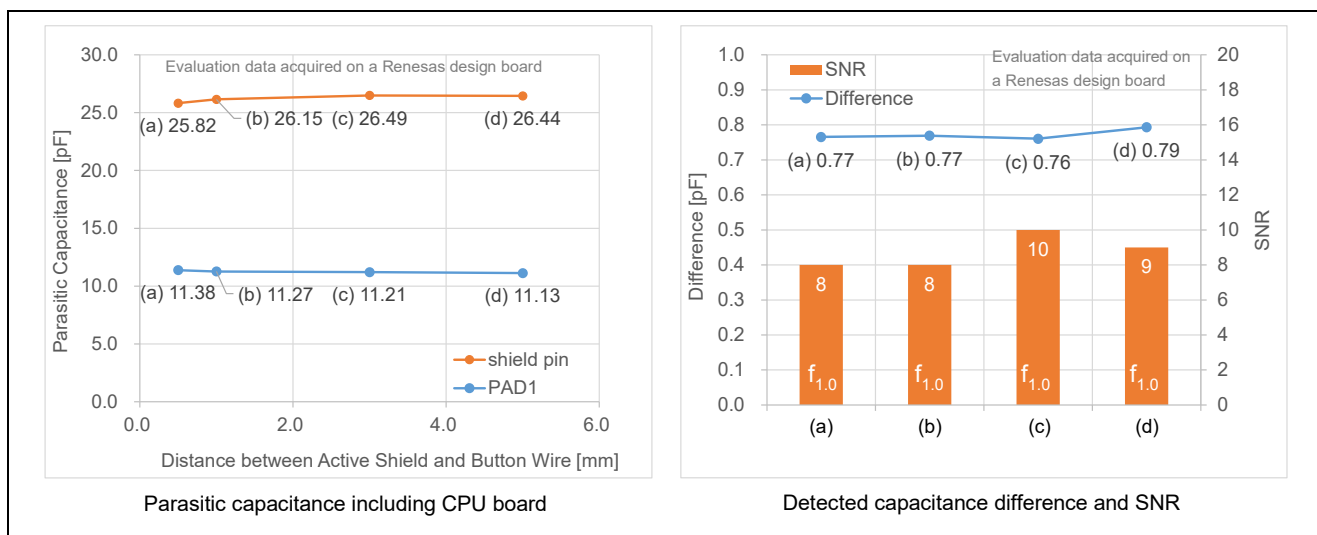 30.0
25.0
20.0
15.0
10.0
5.0
0.0
Parasitic Capacitance [pF]
Evaluation data acquired on a Renesas design board
(a) 25.82
(b) 26.15
(c) 26.49
(d) 26.44
(a) 11.38
(b) 11.27
(c) 11.21
(d) 11.13
shield pin
PAD1
0.0 2.0 4.0 6.0
Distance between Active Shield and Button Wire [mm]
Parasitic capacitance including CPU board
1.0
0.9
0.8
0.7
0.6
0.5
0.4
0.3
0.2
0.1
0.0
Difference [pF]
SNR
Difference
Evaluation data acquired on
a Renesas design board
(a) 0.77
(b) 0.77
(c) 0.76
(d) 0.79
8 8 10 9
f1.0 f1.0 f1.0 f1.0
20
18
16
14
12
10
8
6
4
2
0
SNR
(a) (b) (c) (d)
Detected capacitance difference and SNR